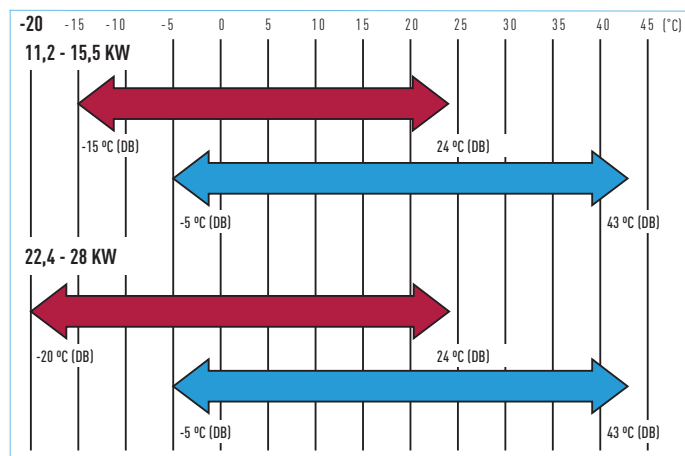 -20 -15 -10 -5 0 5 10 15 20 25 30 35 40 45 (°C)
11,2 - 15,5 KW
-15 ºC (DB) 24 ºC (DB)
-5 ºC (DB) 43 ºC (DB)
22,4 - 28 KW
-20 ºC (DB) 24 ºC (DB)
-5 ºC (DB) 43 ºC (DB)